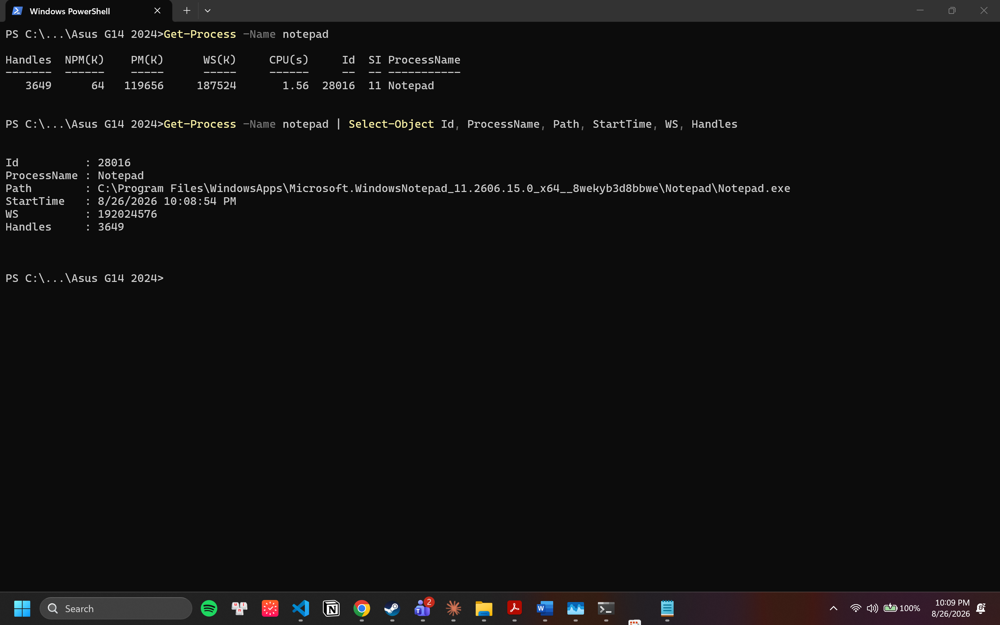 Windows PowerShell
PS C:\...\Asus G14 2024>Get-Process -Name notepad
Handles  NPM(K)    PM(K)      WS(K)     CPU(s)     Id  SI ProcessName
-------  ------    -----      -----     ------     --  -- -----------
   3649      64   119656     187524       1.56  28016  11 Notepad
PS C:\...\Asus G14 2024>Get-Process -Name notepad | Select-Object Id, ProcessName, Path, StartTime, WS, Handles
Id          : 28016
ProcessName : Notepad
Path        : C:\Program Files\WindowsApps\Microsoft.WindowsNotepad_11.2606.15.0_x64__8wekyb3d8bbwe\Notepad\Notepad.exe
StartTime   : 8/26/2026 10:08:54 PM
WS          : 192024576
Handles     : 3649
PS C:\...\Asus G14 2024>
Search
u n i
N
2
T
W
100%
10:09 PM
8/26/2026